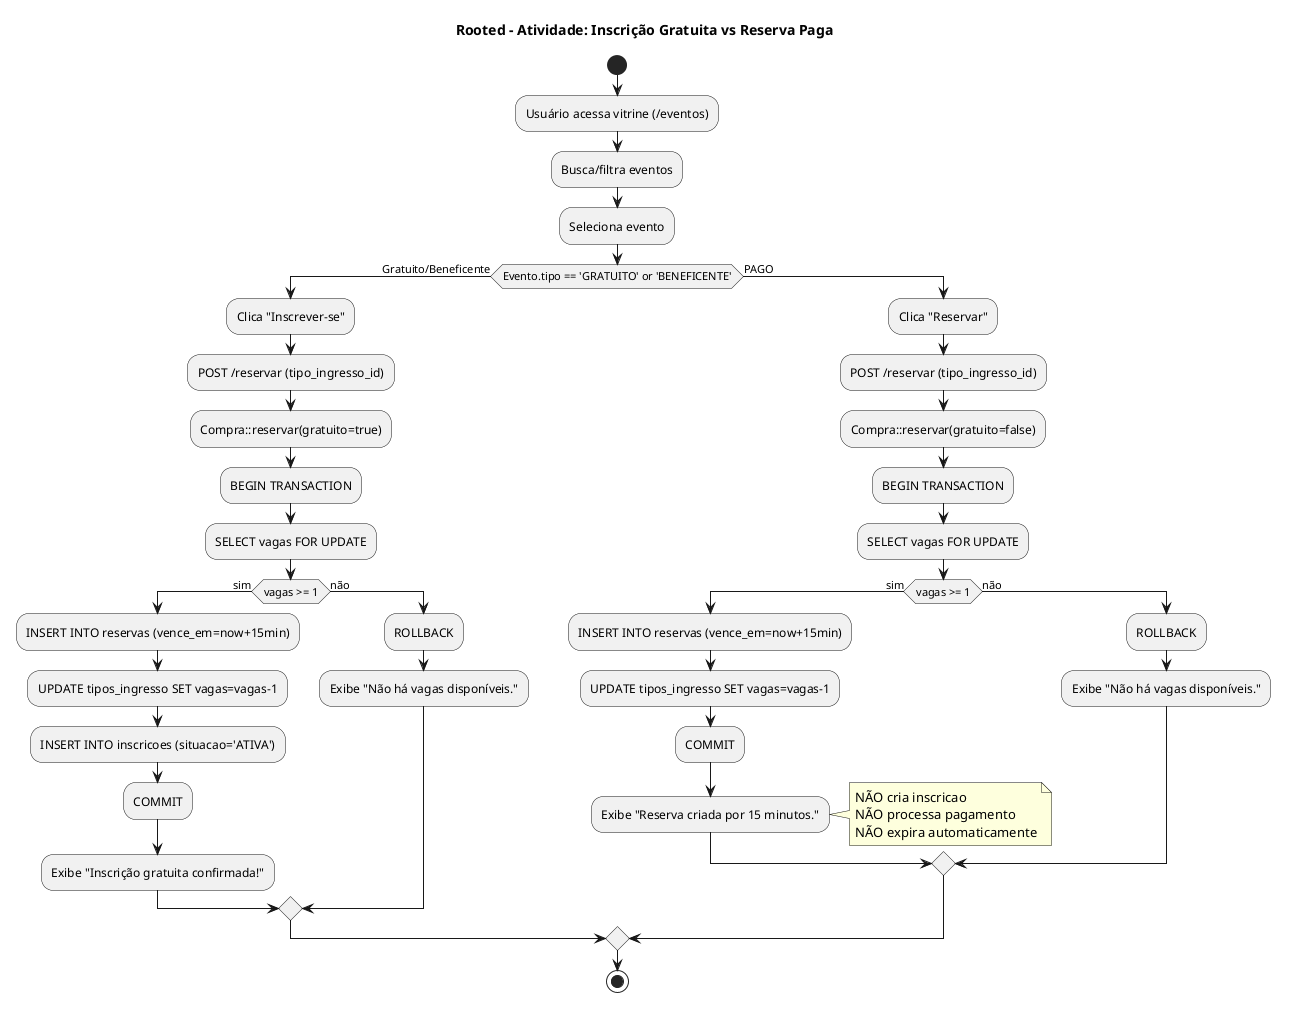 Rooted - Atividade: Inscrição Gratuita vs Reserva Paga
Usuário acessa vitrine (/eventos)
Busca/filtra eventos
Seleciona evento
Evento.tipo == 'GRATUITO' or 'BENEFICENTE'
Gratuito/Beneficente
Clica "Inscrever-se"
POST /reservar (tipo_ingresso_id)
Compra::reservar(gratuito=true)
BEGIN TRANSACTION
SELECT vagas FOR UPDATE
vagas >= 1
sim
INSERT INTO reservas (vence_em=now+15min)
UPDATE tipos_ingresso SET vagas=vagas-1
INSERT INTO inscricoes (situacao='ATIVA')
COMMIT
Exibe "Inscrição gratuita confirmada!"
não
ROLLBACK
Exibe "Não há vagas disponíveis."
PAGO
Clica "Reservar"
POST /reservar (tipo_ingresso_id)
Compra::reservar(gratuito=false)
BEGIN TRANSACTION
SELECT vagas FOR UPDATE
vagas >= 1
sim
INSERT INTO reservas (vence_em=now+15min)
UPDATE tipos_ingresso SET vagas=vagas-1
COMMIT
Exibe "Reserva criada por 15 minutos."
NÃO cria inscricao
NÃO processa pagamento
NÃO expira automaticamente
não
ROLLBACK
Exibe "Não há vagas disponíveis."